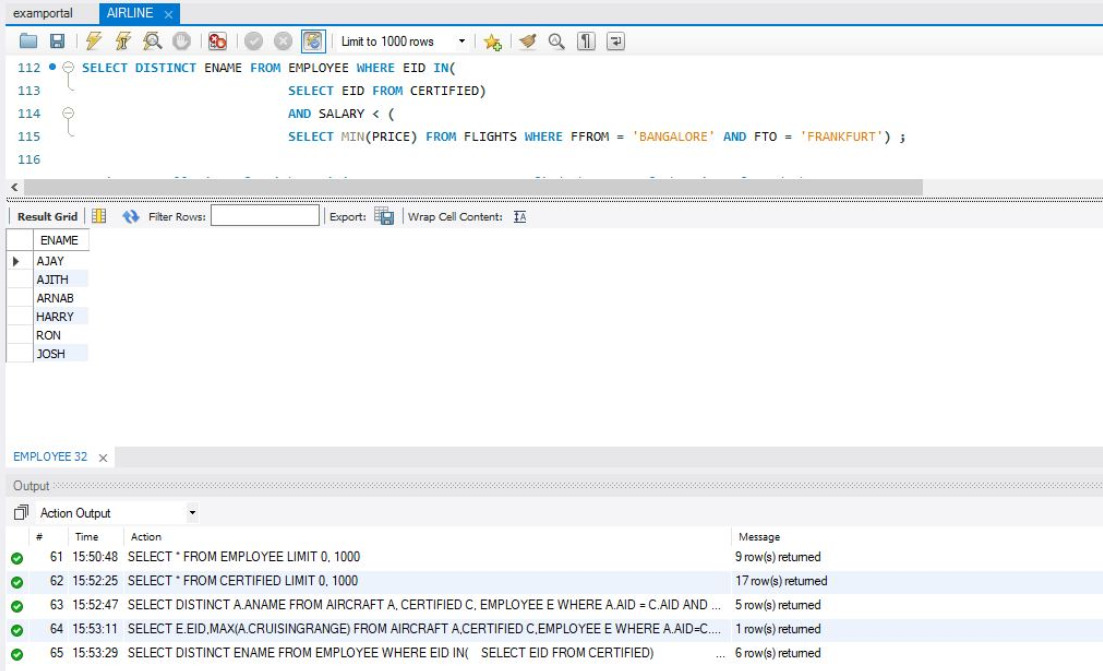 examportal AIRLINE
Limit to 1000 rows
112 SELECT DISTINCT ENAME FROM EMPLOYEE WHERE EID IN(
113 SELECT EID FROM CERTIFIED)
114 AND SALARY < (
115 SELECT MIN(PRICE) FROM FLIGHTS WHERE FFROM = 'BANGALORE' AND FTO = 'FRANKFURT') ;
116
Result Grid Filter Rows: Export: Wrap Cell Content:
ENAME
AJAY
AJITH
ARNAB
HARRY
RON
JOSH
EMPLOYEE 32
Output
Action Output
# Time Action Message
61 15:50:48 SELECT * FROM EMPLOYEE LIMIT 0, 1000 9 row(s) returned
62 15:52:25 SELECT * FROM CERTIFIED LIMIT 0, 1000 17 row(s) returned
63 15:52:47 SELECT DISTINCT A.ANAME FROM AIRCRAFT A, CERTIFIED C, EMPLOYEE E WHERE A.AID = C.AID AND ... 5 row(s) returned
64 15:53:11 SELECT E.EID,MAX(A.CRUISINGRANGE) FROM AIRCRAFT A,CERTIFIED C,EMPLOYEE E WHERE A.AID=C.... 1 row(s) returned
65 15:53:29 SELECT DISTINCT ENAME FROM EMPLOYEE WHERE EID IN( SELECT EID FROM CERTIFIED) ... 6 row(s) returned